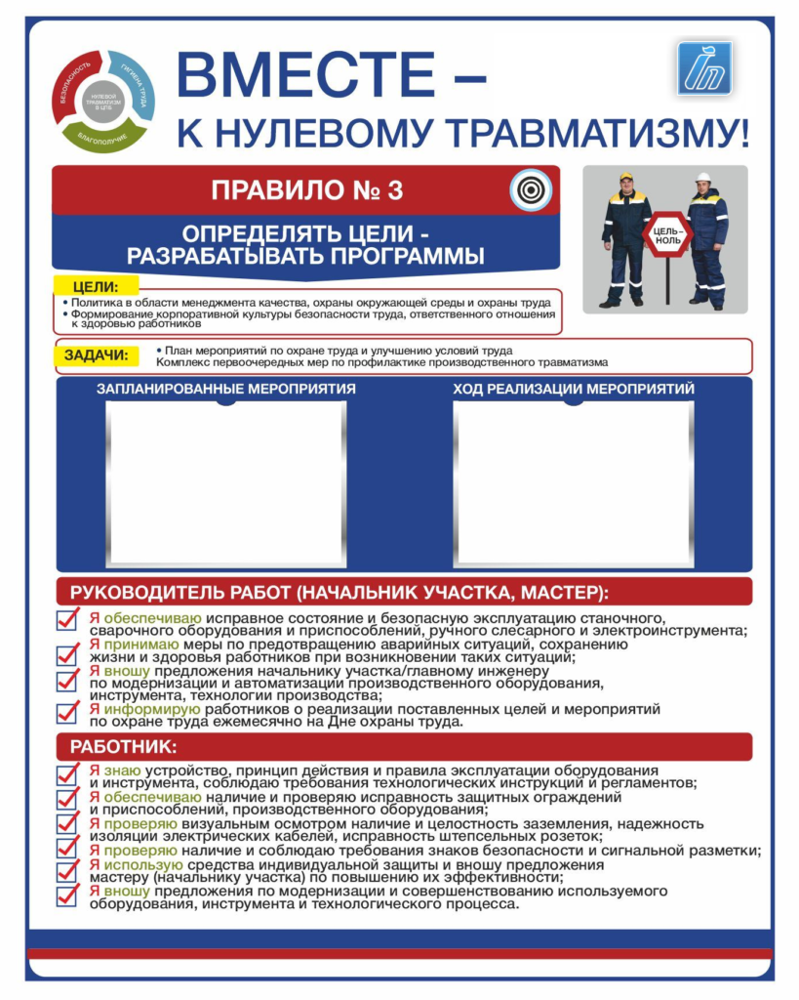 БЕЗОПАСНОСТЬ
ГИГИЕНА ТРУДА
НУЛЕВОЙ
ТРАВМАТИЗМ
В ЦГБ
БЛАГОПОЛУЧИЕ
ВМЕСТЕ –
К НУЛЕВОМУ ТРАВМАТИЗМУ!
ПРАВИЛО № 3
ОПРЕДЕЛЯТЬ ЦЕЛИ -
РАЗРАБАТЫВАТЬ ПРОГРАММЫ
ЦЕЛЬ–
НОЛЬ
ЦЕЛИ:
• Политика в области менеджмента качества, охраны окружающей среды и охраны труда
• Формирование корпоративной культуры безопасности труда, ответственного отношения
к здоровью работников
ЗАДАЧИ:
• План мероприятий по охране труда и улучшению условий труда
Комплекс первоочередных мер по профилактике производственного травматизма
ЗАПЛАНИРОВАННЫЕ МЕРОПРИЯТИЯ
ХОД РЕАЛИЗАЦИИ МЕРОПРИЯТИЙ
РУКОВОДИТЕЛЬ РАБОТ (НАЧАЛЬНИК УЧАСТКА, МАСТЕР):
Я обеспечиваю исправное состояние и безопасную эксплуатацию станочного,
сварочного оборудования и приспособлений, ручного слесарного и электроинструмента;
Я принимаю меры по предотвращению аварийных ситуаций, сохранению
жизни и здоровья работников при возникновении таких ситуаций;
Я вношу предложения начальнику участка/главному инженеру
по модернизации и автоматизации производственного оборудования,
инструмента, технологии производства;
Я информирую работников о реализации поставленных целей и мероприятий
по охране труда ежемесячно на Дне охраны труда.
РАБОТНИК:
Я знаю устройство, принцип действия и правила эксплуатации оборудования
и инструмента, соблюдаю требования технологических инструкций и регламентов;
Я обеспечиваю наличие и проверяю исправность защитных ограждений
и приспособлений, производственного оборудования;
Я проверяю визуальным осмотром наличие и целостность заземления, надежность
изоляции электрических кабелей, исправность штепсельных розеток;
Я проверяю наличие и соблюдаю требования знаков безопасности и сигнальной разметки;
Я использую средства индивидуальной защиты и вношу предложения
мастеру (начальнику участка) по повышению их эффективности;
Я вношу предложения по модернизации и совершенствованию используемого
оборудования, инструмента и технологического процесса.